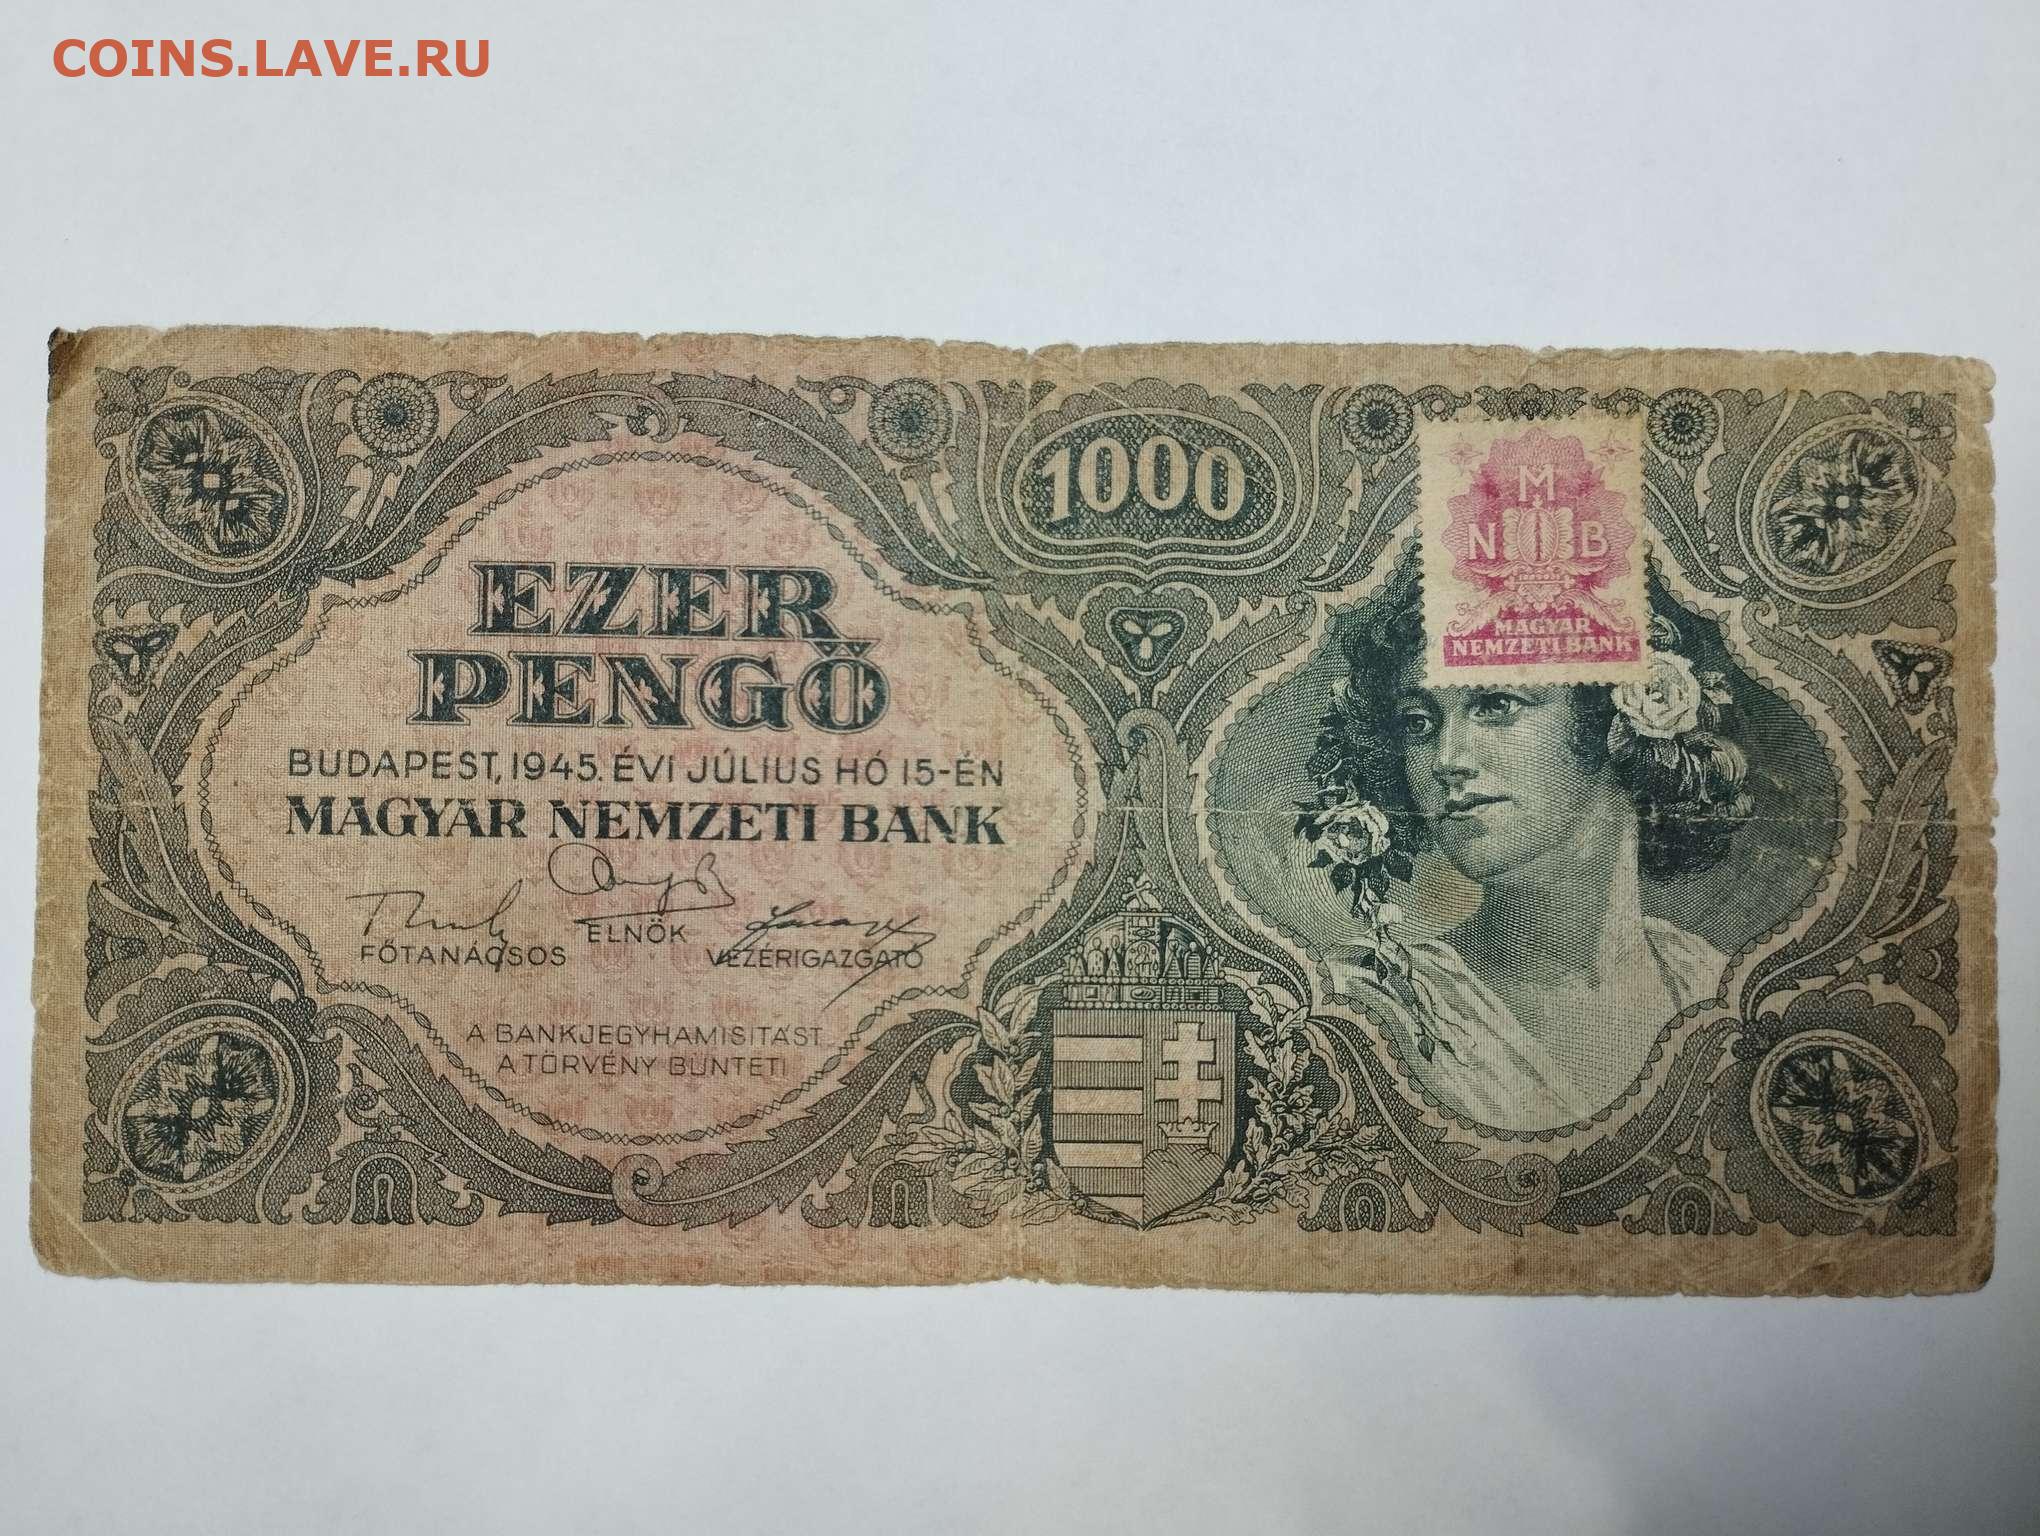 COINS.LAVE.RU
1000
M
N B
MAGYAR
NEMZETI BANK
EZER
PENGŐ
BUDAPEST, 1945. ÉVI JÚLIUS HÓ 15-ÉN
MAGYAR NEMZETI BANK
FŐTANÁCSOS ELNÖK VEZÉRIGAZGATÓ
A BANKJEGYHAMISITÁST
A TÖRVÉNY BÜNTETI